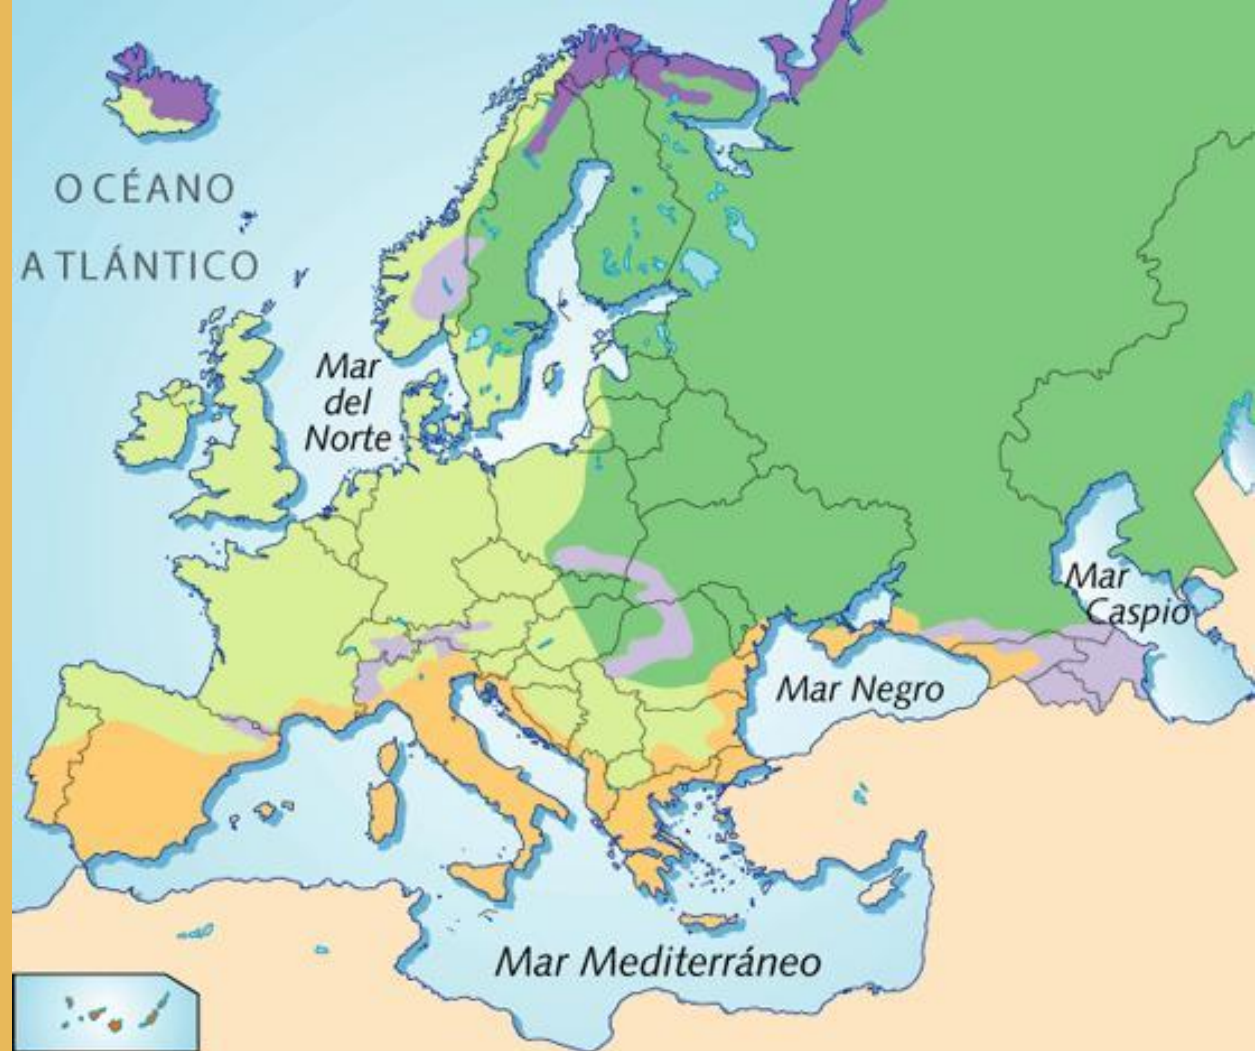 OCÉANO
ATLÁNTICO
Mar
del
Norte
Mar
Caspio
Mar Negro
Mar Mediterráneo